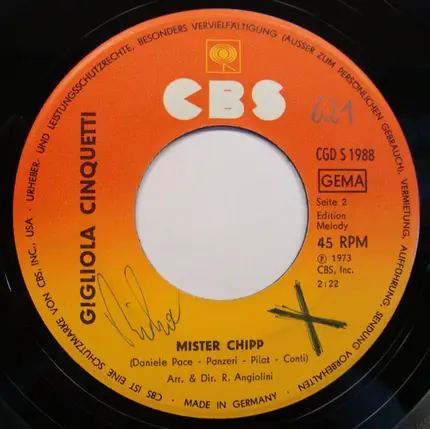 CBS
621
CGD S 1988
GEMA
Seite 2
Edition
Melody
45 RPM
℗ 1973
CBS, Inc.
2:22
GIGLIOLA CINQUETTI
MISTER CHIPP
(Daniele Pace - Panzeri - Pilat - Conti)
Arr. & Dir. R. Angiolini
CBS IST EINE SCHUTZMARKE VON CBS. INC., USA · URHEBER- UND LEISTUNGSSCHUTZRECHTE, BESONDERS VERVIELFÄLTIGUNG (AUSSER ZUM PERSÖNLICHEN GEBRAUCH), VERMIETUNG, AUFFÜHRUNG, SENDUNG VORBEHALTEN · MADE IN GERMANY ·